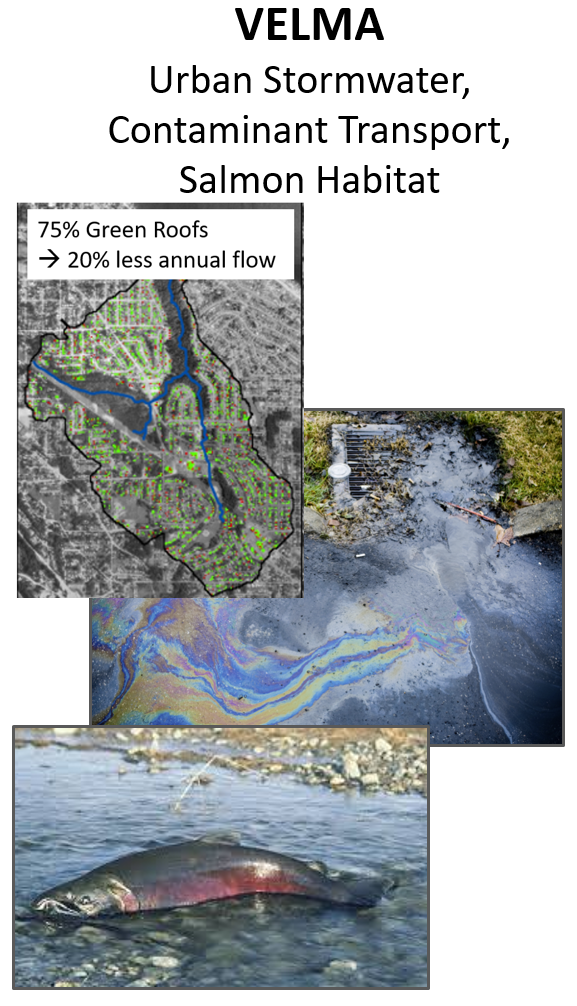 VELMA
Urban Stormwater,
Contaminant Transport,
Salmon Habitat
75% Green Roofs
→ 20% less annual flow